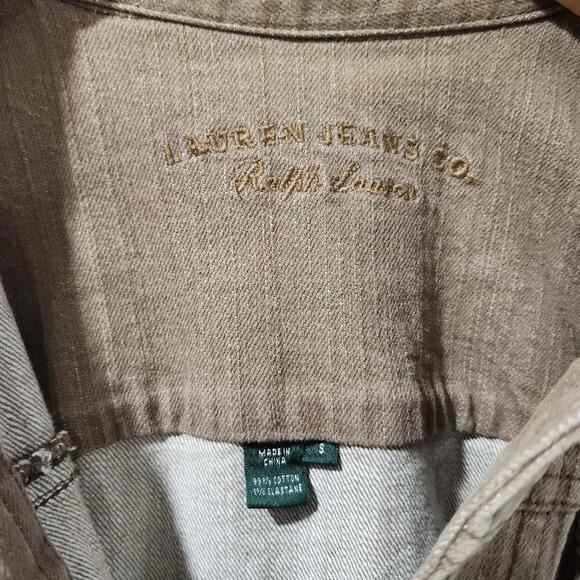 LAUREN JEANS CO.
Ralph Lauren
MADE IN
CHINA
S
99% COTTON
1% ELASTANE